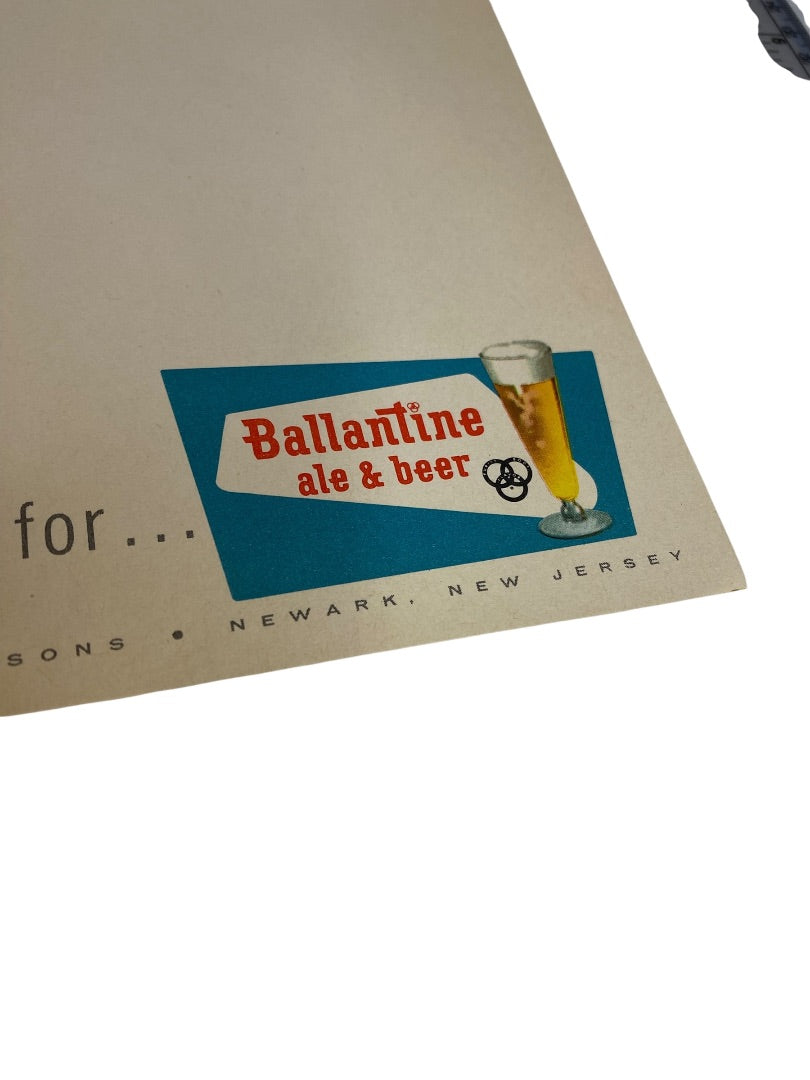 Ballantine
ale & beer
for...
SONS • NEWARK, NEW JERSEY